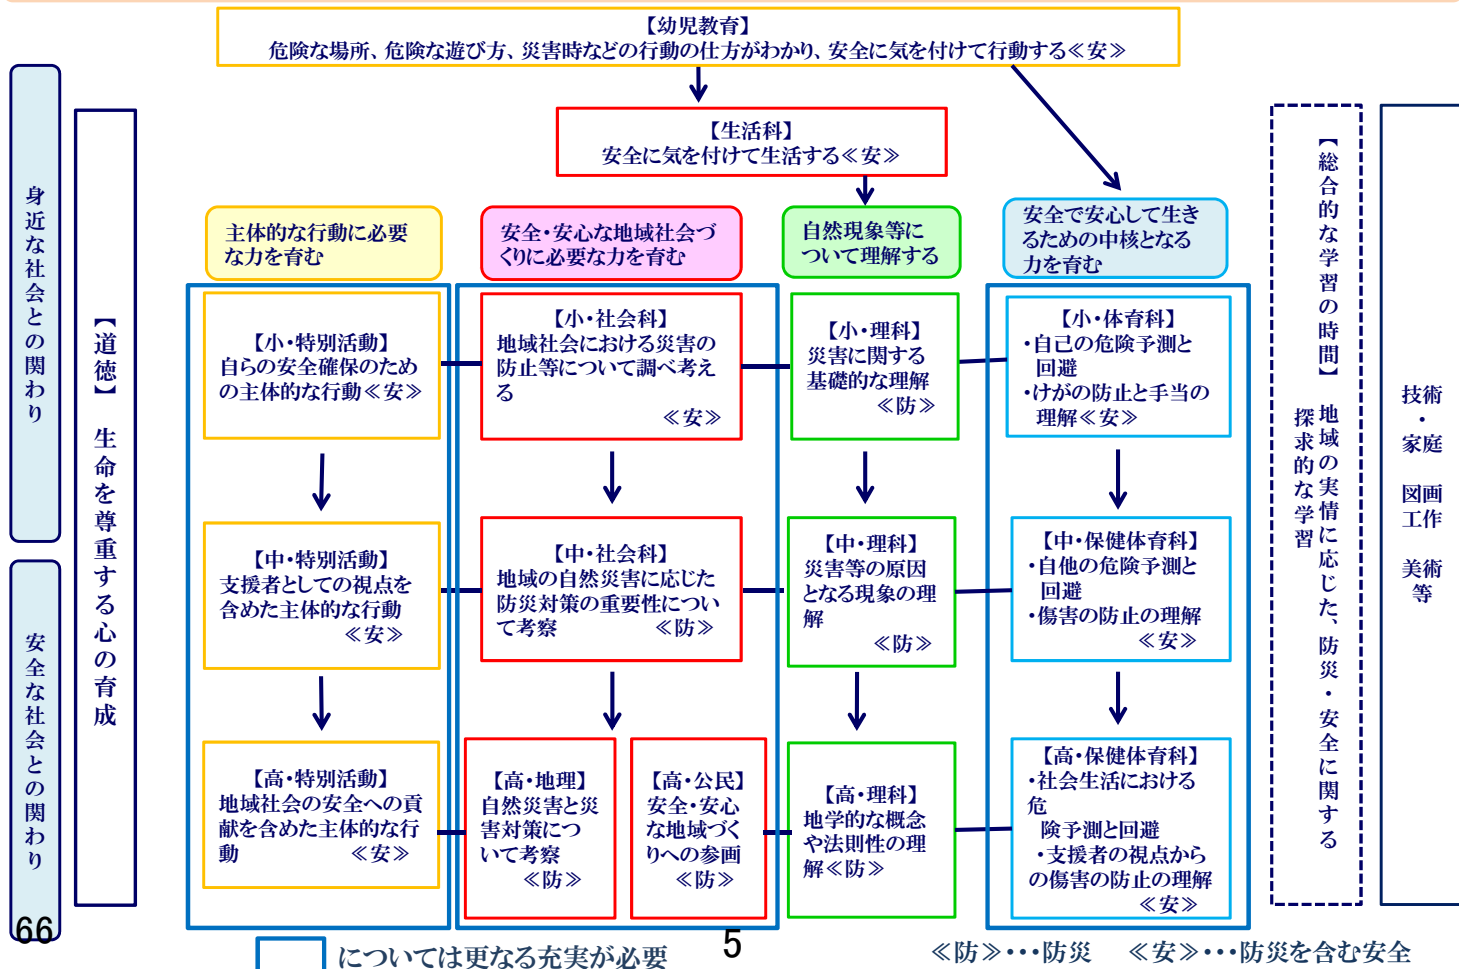 【幼児教育】
危険な場所、危険な遊び方、災害時などの行動の仕方がわかり、安全に気を付けて行動する≪安≫
【生活科】
安全に気を付けて生活する≪安≫
身近な社会との関わり
安全な社会との関わり
【道徳】　生命を尊重する心の育成
主体的な行動に必要
な力を育む
安全・安心な地域社会づ
くりに必要な力を育む
自然現象等に
ついて理解する
安全で安心して生き
るための中核となる
力を育む
【小・特別活動】
自らの安全確保のため
の主体的な行動≪安≫
【小・社会科】
地域社会における災害の
防止等について調べ考え
る
≪安≫
【小・理科】
災害に関する
基礎的な理解
≪防≫
【小・体育科】
・自己の危険予測と
回避
・けがの防止と手当の
理解≪安≫
【中・特別活動】
支援者としての視点を
含めた主体的な行動
≪安≫
【中・社会科】
地域の自然災害に応じた
防災対策の重要性につい
て考察　　≪防≫
【中・理科】
災害等の原因
となる現象の理
解
≪防≫
【中・保健体育科】
・自他の危険予測と
回避
・傷害の防止の理解
≪安≫
【高・特別活動】
地域社会の安全への貢
献を含めた主体的な行
動　　　　≪安≫
【高・地理】
自然災害と災
害対策につ
いて考察
≪防≫
【高・公民】
安全・安心
な地域づく
りへの参画
≪防≫
【高・理科】
地学的な概念
や法則性の理
解≪防≫
【高・保健体育科】
・社会生活における
危
険予測と回避
・支援者の視点から
の傷害の防止の理解
≪安≫
【総合的な学習の時間】　地域の実情に応じた、防災・安全に関する
探求的な学習
技術
・
家庭
図画
工作
美術
等
66
については更なる充実が必要
5
≪防≫・・・防災　≪安≫・・・防災を含む安全